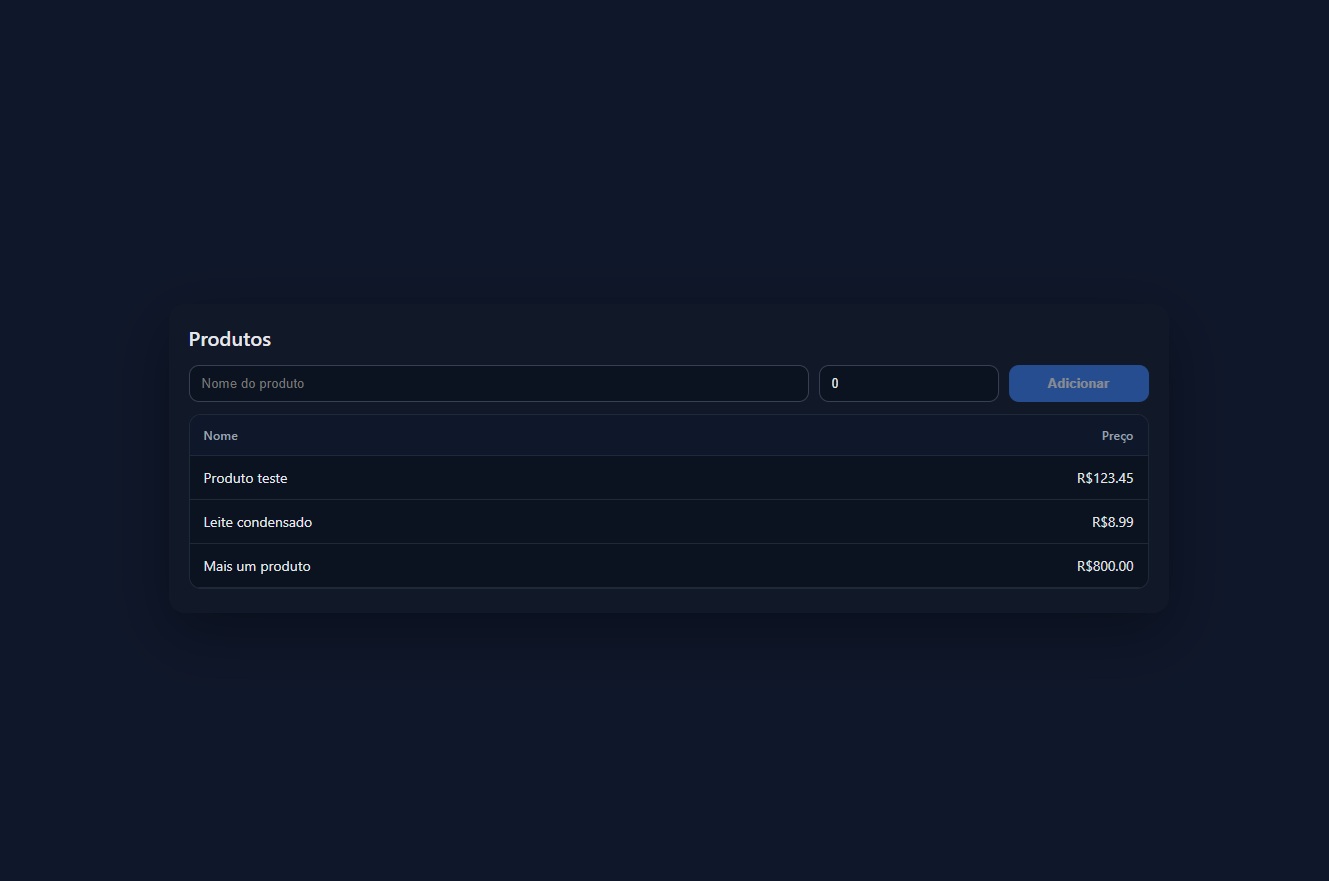 Produtos
Nome do produto 0 Adicionar
Nome Preço
Produto teste R$123.45
Leite condensado R$8.99
Mais um produto R$800.00